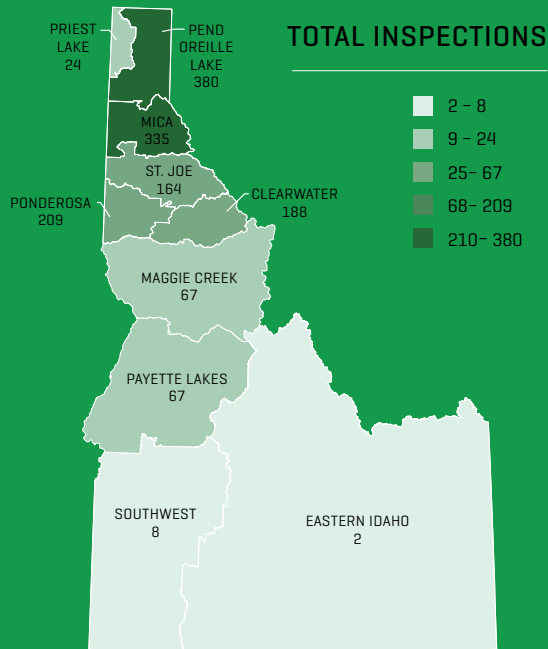 TOTAL INSPECTIONS
2 – 8
9 – 24
25– 67
68– 209
210– 380
PRIEST
LAKE
24
PEND
OREILLE
LAKE
380
MICA
335
ST. JOE
164
PONDEROSA
209
CLEARWATER
188
MAGGIE CREEK
67
PAYETTE LAKES
67
SOUTHWEST
8
EASTERN IDAHO
2